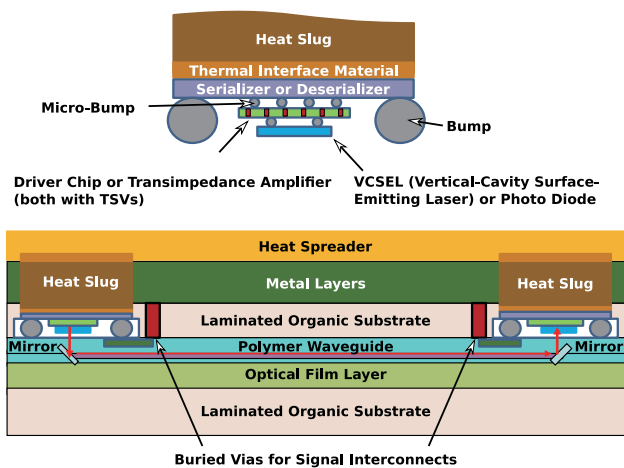 Heat Slug
Thermal Interface Material
Serializer or Deserializer
Micro-Bump
Bump
Driver Chip or Transimpedance Amplifier
(both with TSVs)
VCSEL (Vertical-Cavity Surface-
Emitting Laser) or Photo Diode
Heat Spreader
Heat Slug
Metal Layers
Heat Slug
Laminated Organic Substrate
Mirror
Polymer Waveguide
Mirror
Optical Film Layer
Laminated Organic Substrate
Buried Vias for Signal Interconnects